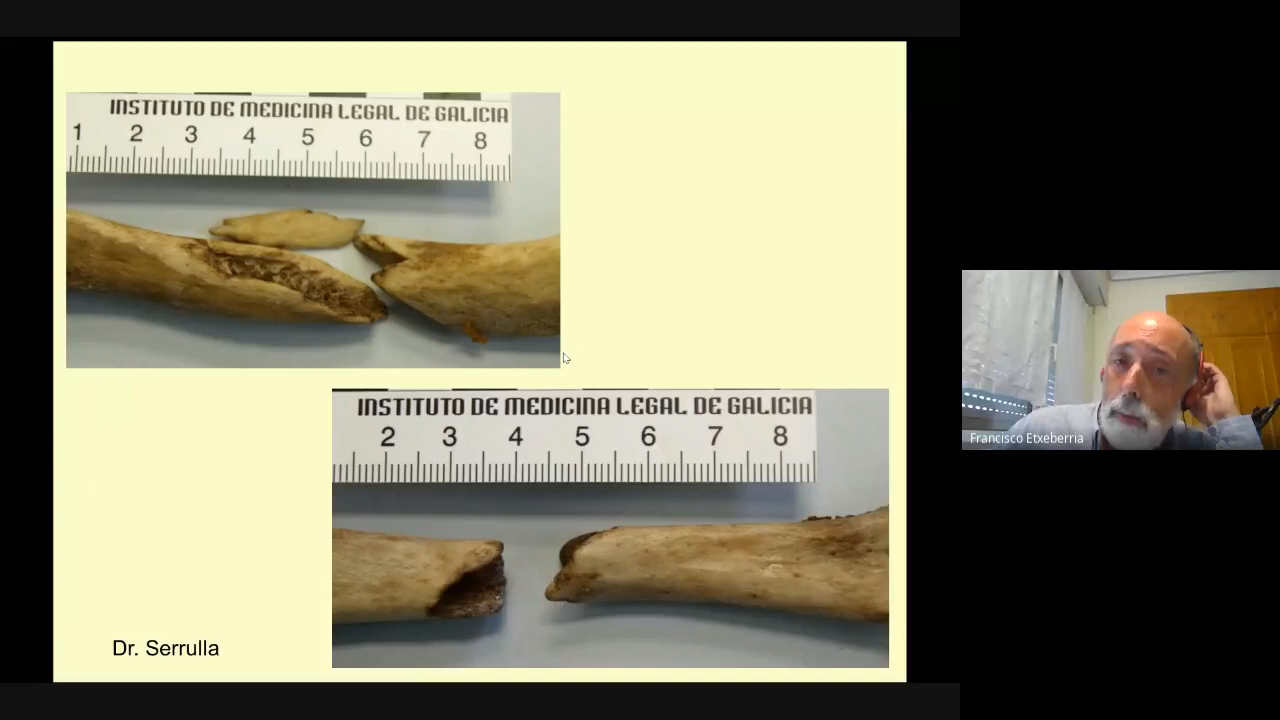 INSTITUTO DE MEDICINA LEGAL DE GALICIA
1 2 3 4 5 6 7 8
INSTITUTO DE MEDICINA LEGAL DE GALICIA
2 3 4 5 6 7 8
Francisco Etxeberria
Dr. Serrulla